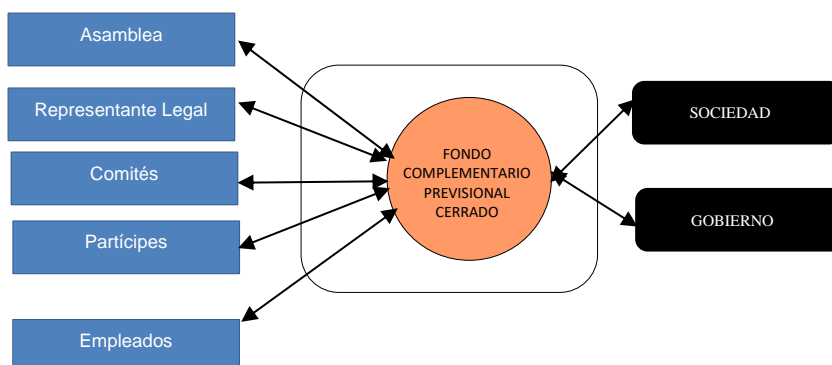 Asamblea
Representante Legal
Comités
Partícipes
Empleados
FONDO
COMPLEMENTARIO
PREVISIONAL
CERRADO
SOCIEDAD
GOBIERNO